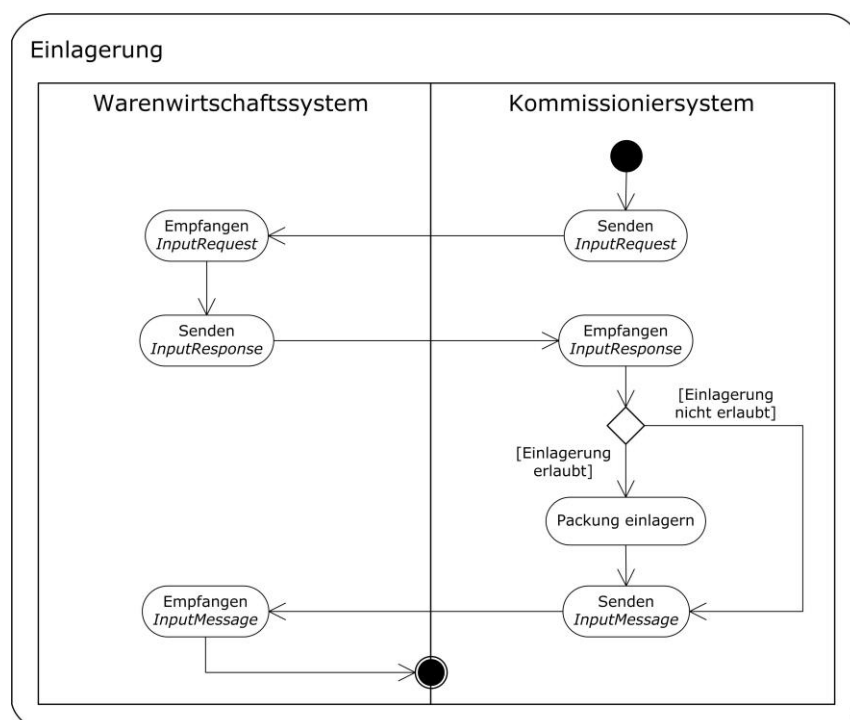 Einlagerung
Warenwirtschaftssystem
Kommissioniersystem
Empfangen
InputRequest
Senden
InputRequest
Senden
InputResponse
Empfangen
InputResponse
[Einlagerung
nicht erlaubt]
[Einlagerung
erlaubt]
Packung einlagern
Empfangen
InputMessage
Senden
InputMessage